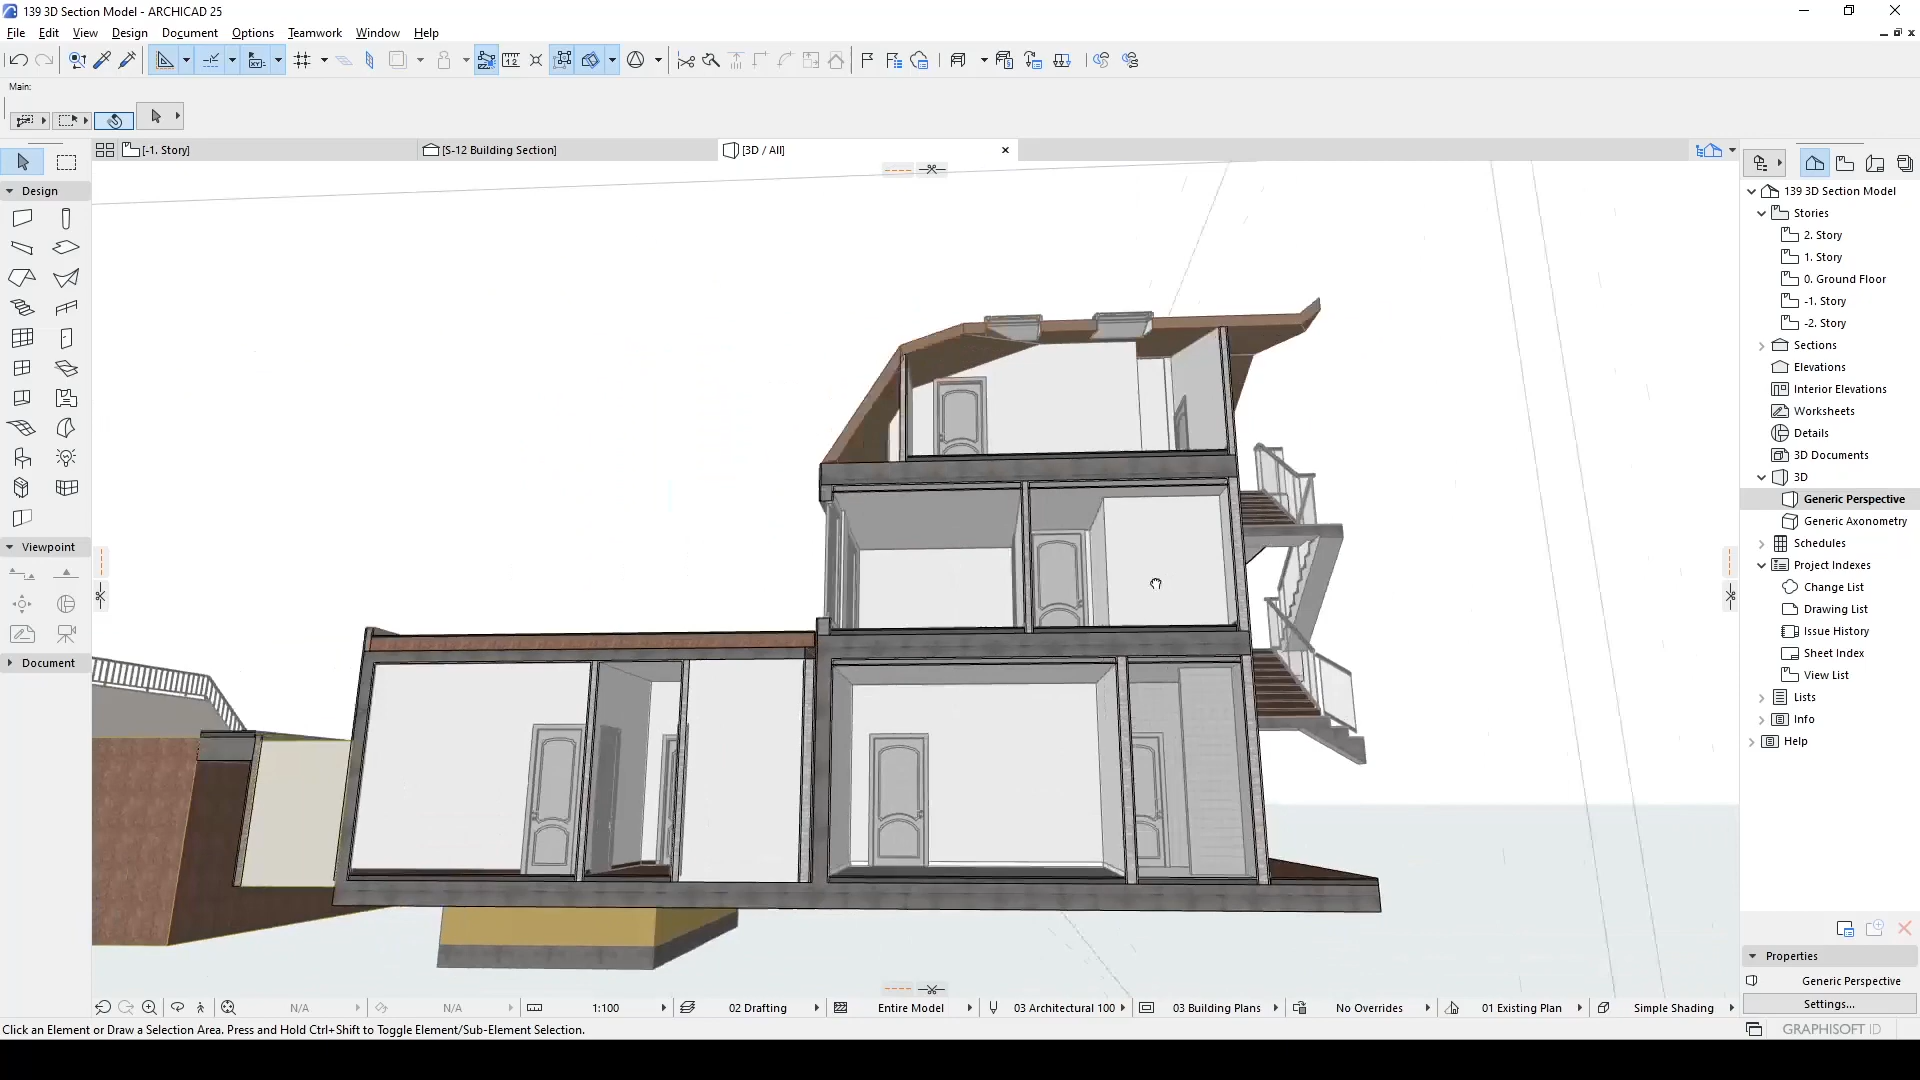 139 3D Section Model - ARCHICAD 25
File Edit View Design Document Options Teamwork Window Help
Main:
[-1. Story] [S-12 Building Section] [3D / All]
Design
Viewpoint
Document
139 3D Section Model
Stories
2. Story
1. Story
0. Ground Floor
-1. Story
-2. Story
Sections
Elevations
Interior Elevations
Worksheets
Details
3D Documents
3D
Generic Perspective
Generic Axonometry
Schedules
Project Indexes
Change List
Drawing List
Issue History
Sheet Index
View List
Lists
Info
Help
Properties
Generic Perspective
Settings...
N/A N/A 1:100 02 Drafting Entire Model 03 Architectural 100 03 Building Plans No Overrides 01 Existing Plan Simple Shading
Click an Element or Draw a Selection Area. Press and Hold Ctrl+Shift to Toggle Element/Sub-Element Selection.
GRAPHISOFT ID